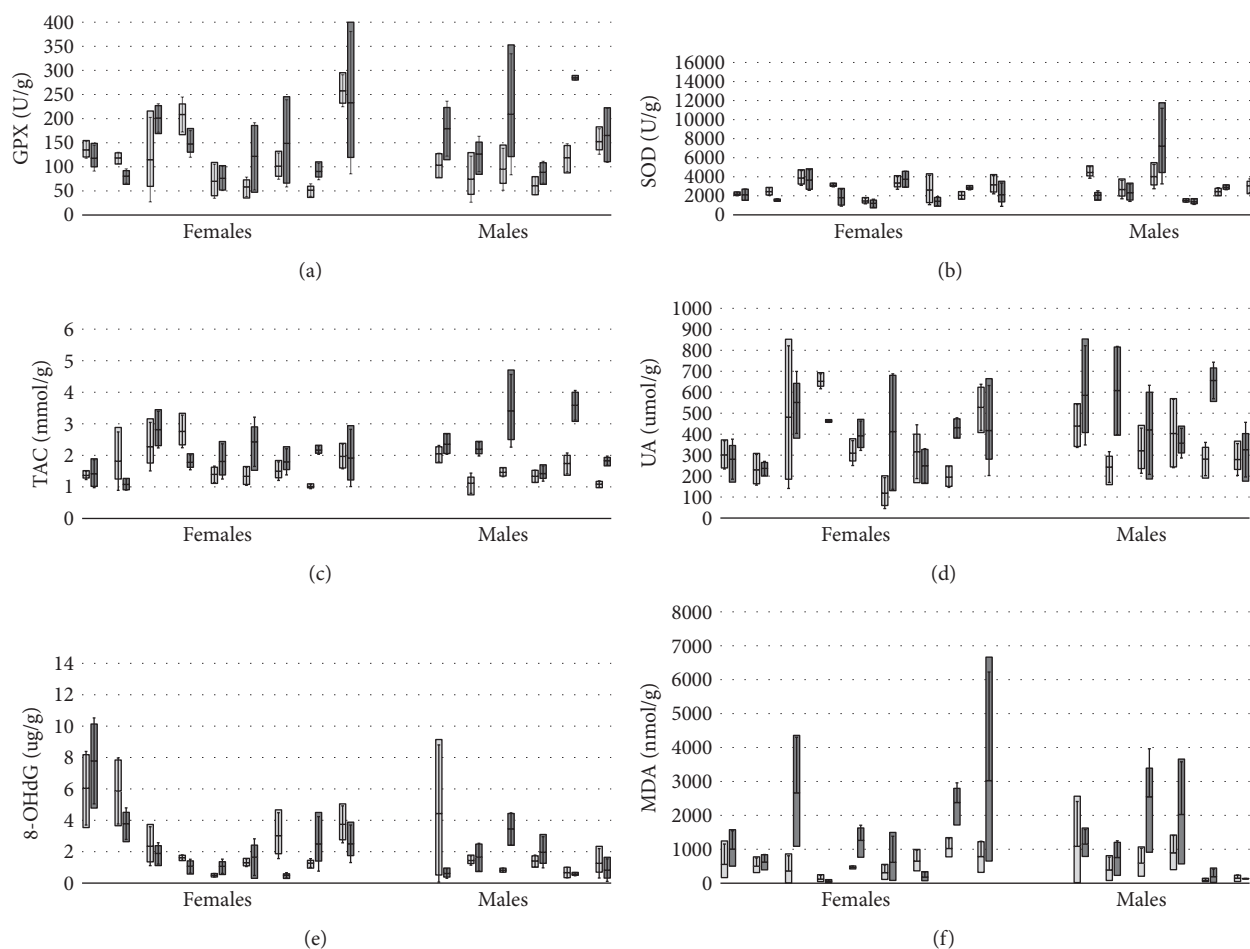 GPX (U/g)
400
350
300
250
200
150
100
50
0
Females
Males
(a)
SOD (U/g)
16000
14000
12000
10000
8000
6000
4000
2000
0
Females
Males
(b)
TAC (mmol/g)
6
5
4
3
2
1
0
Females
Males
(c)
UA (umol/g)
1000
900
800
700
600
500
400
300
200
100
0
Females
Males
(d)
8-OHdG (ug/g)
14
12
10
8
6
4
2
0
Females
Males
(e)
MDA (nmol/g)
8000
7000
6000
5000
4000
3000
2000
1000
0
Females
Males
(f)